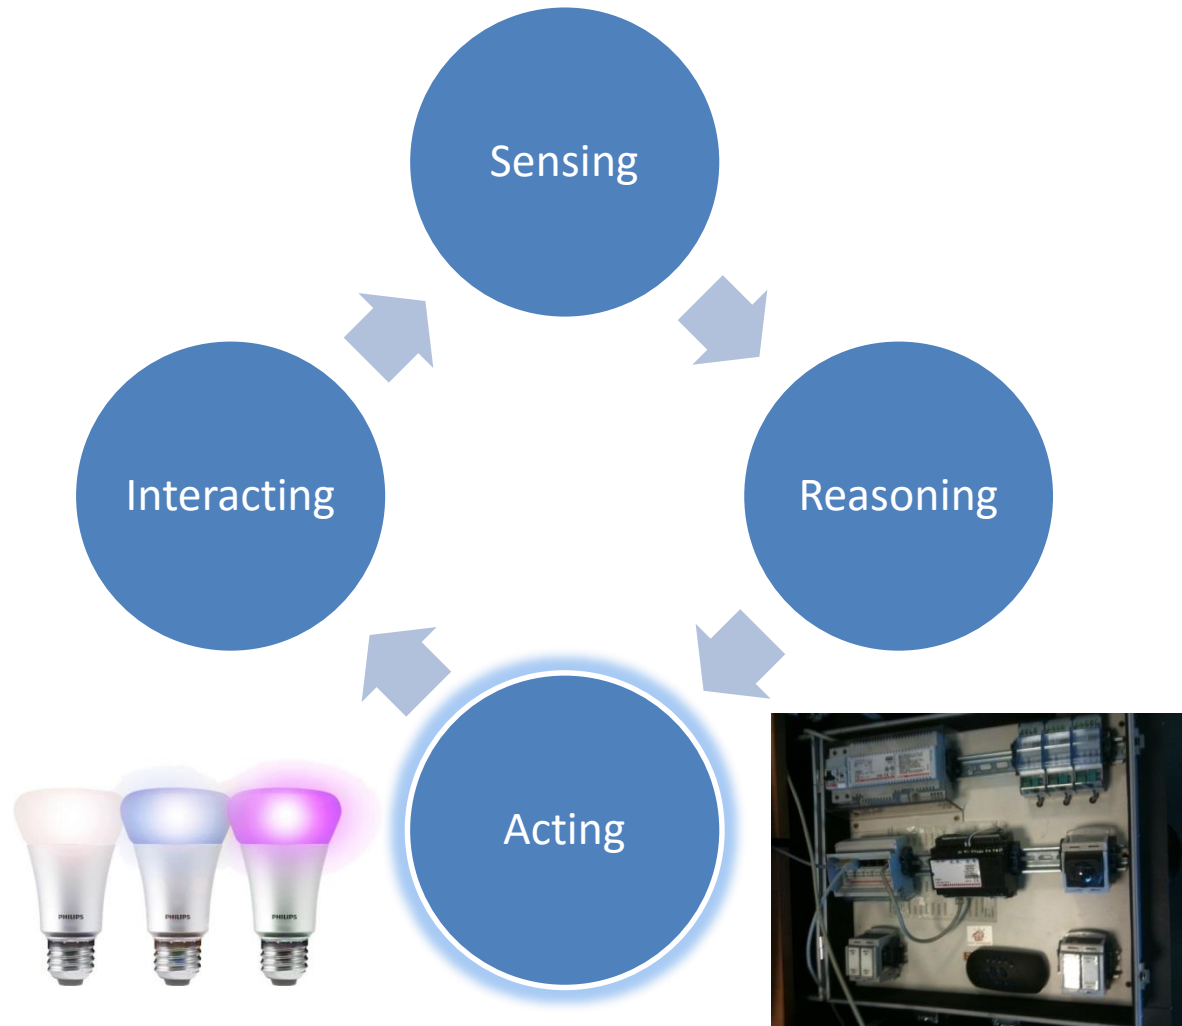 Sensing
Interacting
Reasoning
Acting
PHILIPS
PHILIPS
PHILIPS